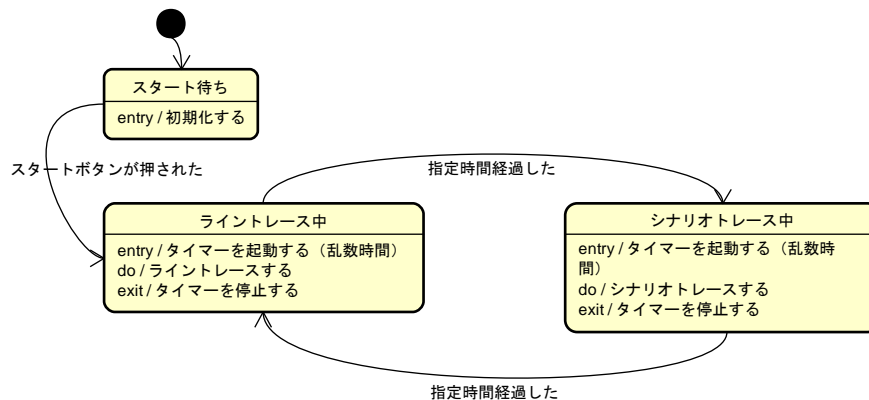 スタート待ち
entry / 初期化する
スタートボタンが押された
指定時間経過した
ライントレース中
entry / タイマーを起動する（乱数時間）
do / ライントレースする
exit / タイマーを停止する
シナリオトレース中
entry / タイマーを起動する（乱数時
間）
do / シナリオトレースする
exit / タイマーを停止する
指定時間経過した